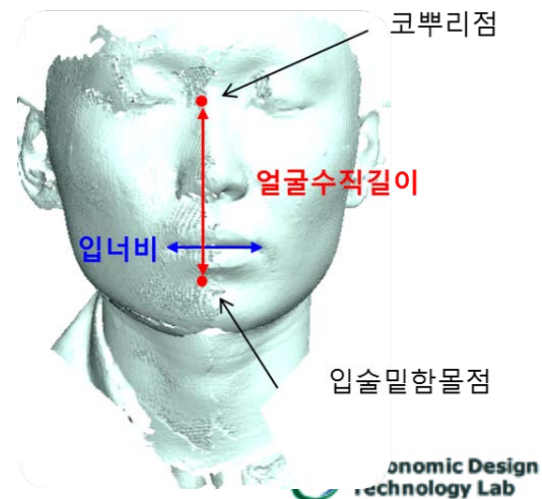 코뿌리점
얼굴수직길이
입너비
입술밑함몰점
onomic Design
Technology Lab